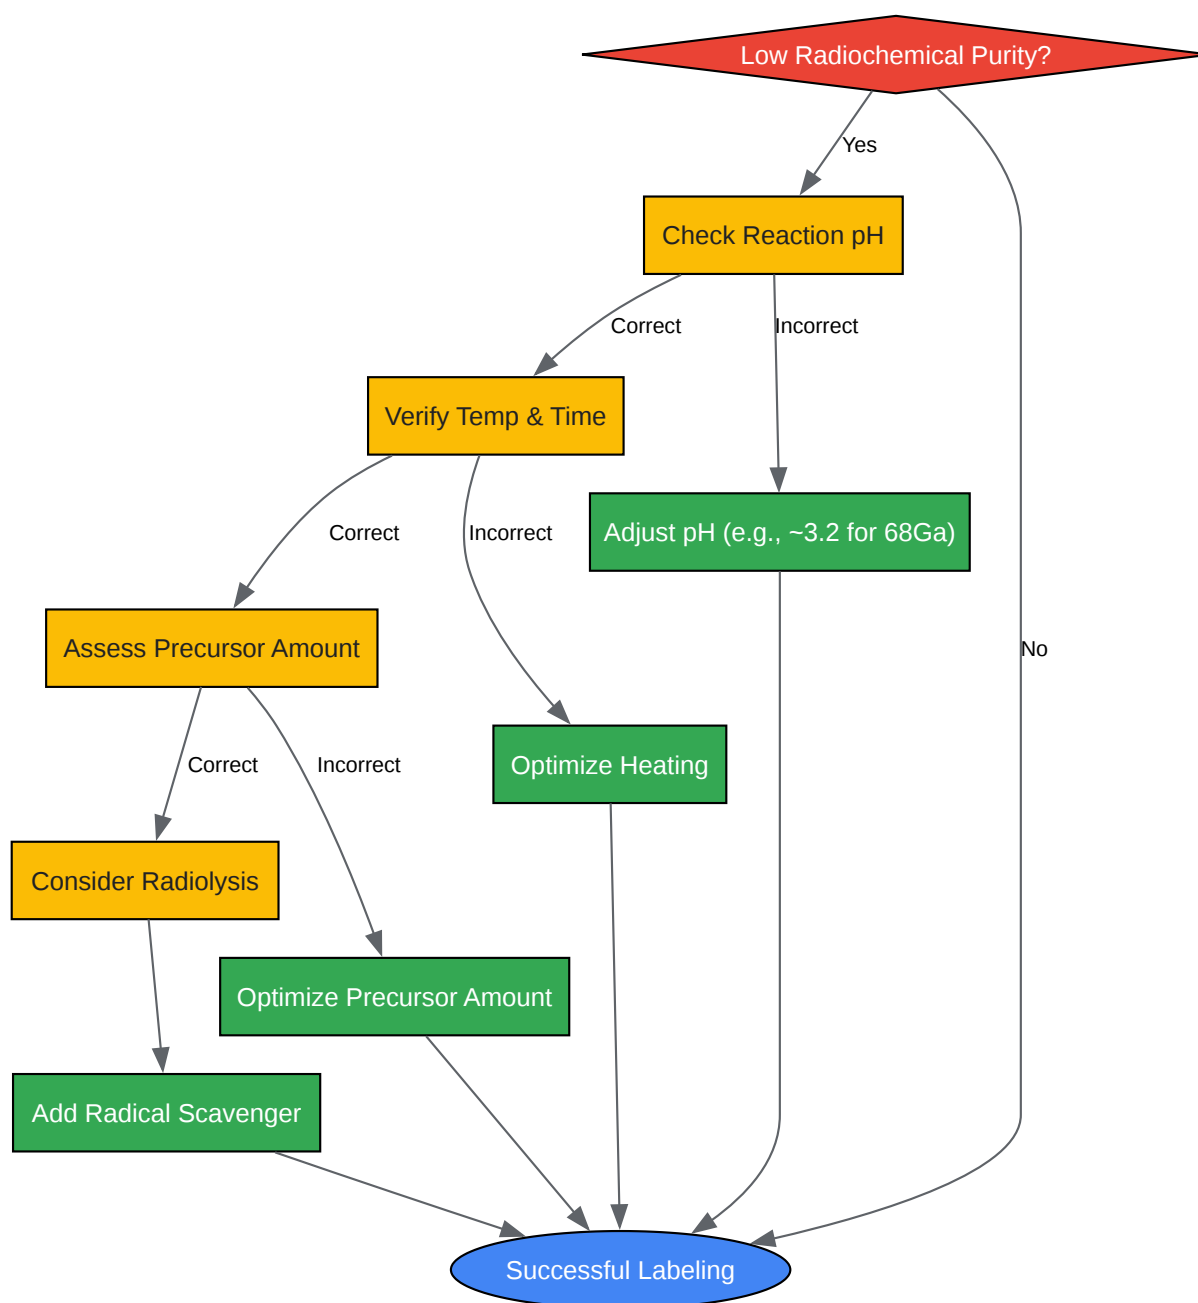 Low Radiochemical Purity?
Yes
Check Reaction pH
Correct
Incorrect
Verify Temp & Time
Correct
Incorrect
Adjust pH (e.g., ~3.2 for 68Ga)
Assess Precursor Amount
No
Correct
Incorrect
Optimize Heating
Consider Radiolysis
Optimize Precursor Amount
Add Radical Scavenger
Successful Labeling